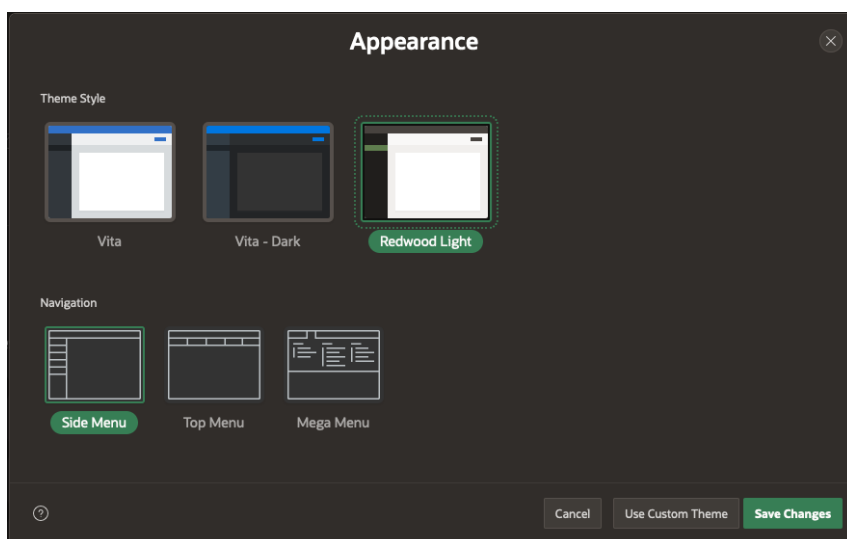 Appearance
Theme Style
Vita
Vita - Dark
Redwood Light
Navigation
Side Menu
Top Menu
Mega Menu
?
Cancel
Use Custom Theme
Save Changes